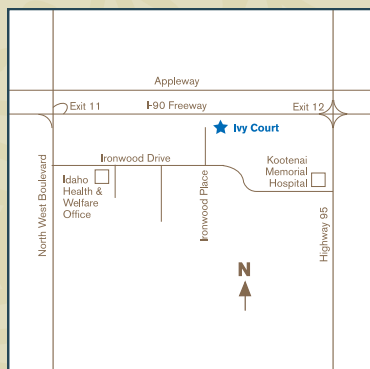 Appleway
Exit 11
I-90 Freeway
Exit 12
Ivy Court
Ironwood Drive
Idaho
Health &
Welfare
Office
Kootenai
Memorial
Hospital
North West Boulevard
Ironwood Place
Highway 95
N